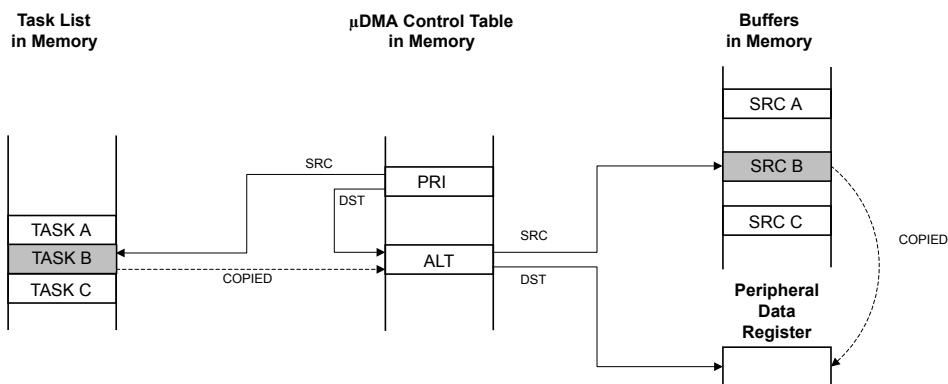 Task List
in Memory
μDMA Control Table
in Memory
Buffers
in Memory
SRC A
SRC
PRI
SRC B
DST
TASK A
SRC C
SRC
COPIED
TASK B
ALT
COPIED
DST
TASK C
Peripheral
Data
Register